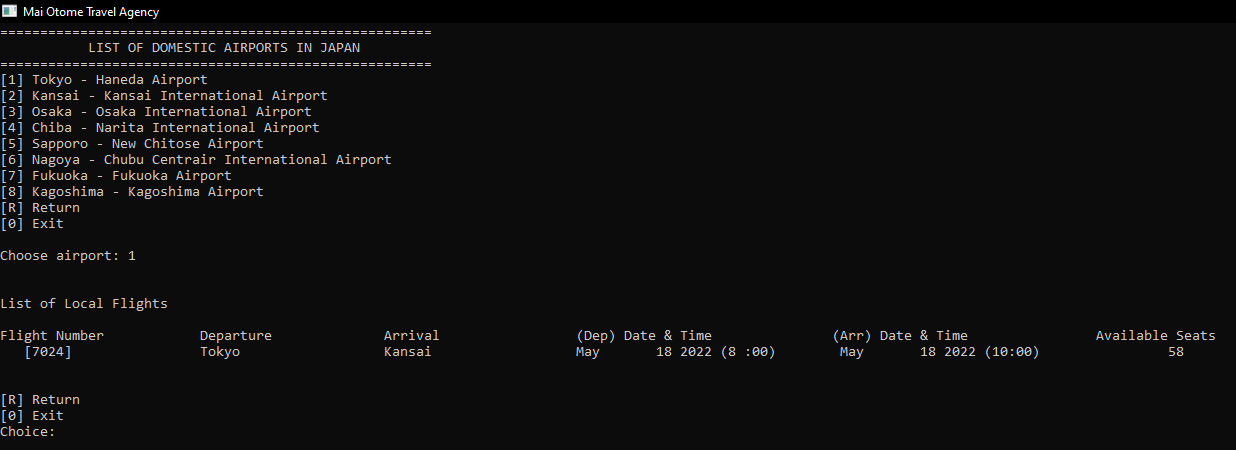 Mai Otome Travel Agency
======================================================
LIST OF DOMESTIC AIRPORTS IN JAPAN
======================================================
[1] Tokyo - Haneda Airport
[2] Kansai - Kansai International Airport
[3] Osaka - Osaka International Airport
[4] Chiba - Narita International Airport
[5] Sapporo - New Chitose Airport
[6] Nagoya - Chubu Centrair International Airport
[7] Fukuoka - Fukuoka Airport
[8] Kagoshima - Kagoshima Airport
[R] Return
[0] Exit
Choose airport: 1
List of Local Flights
Flight Number Departure Arrival (Dep) Date & Time (Arr) Date & Time Available Seats
[7024] Tokyo Kansai May 18 2022 (8 :00) May 18 2022 (10:00) 58
[R] Return
[0] Exit
Choice: